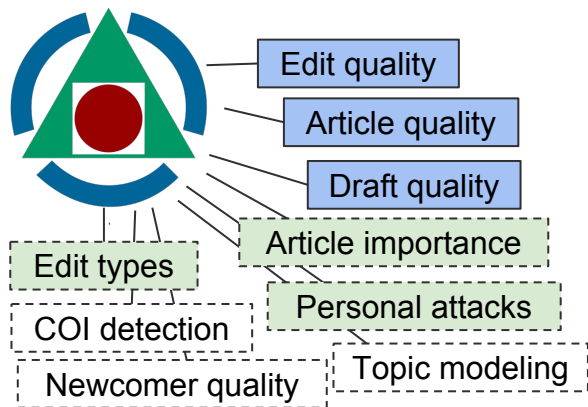 Edit quality
Article quality
Draft quality
Article importance
Edit types
Personal attacks
COI detection
Topic modeling
Newcomer quality